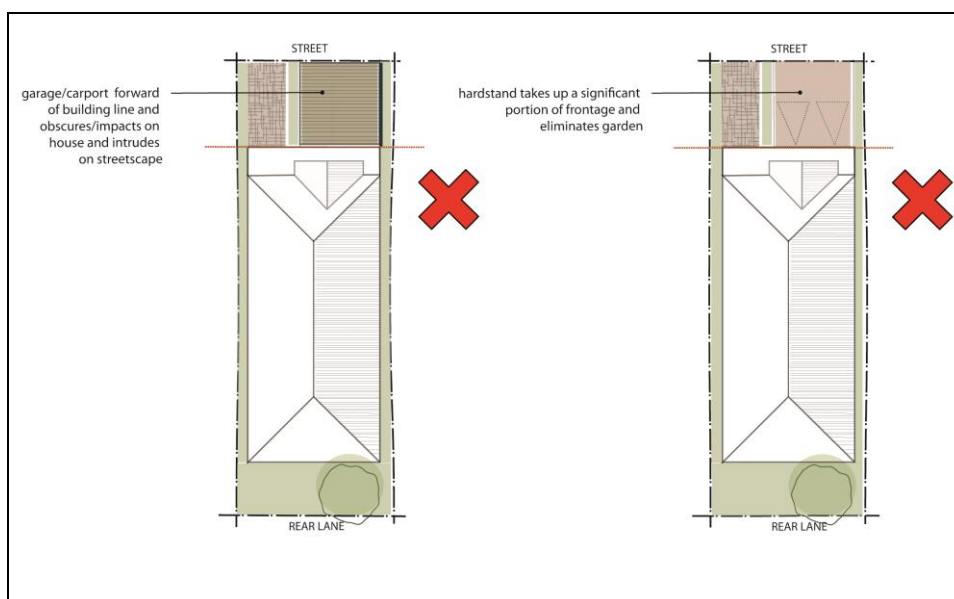 STREET
garage/carport forward
of building line and
obscures/impacts on
house and intrudes
on streetscape
REAR LANE
STREET
hardstand takes up a significant
portion of frontage and
eliminates garden
REAR LANE